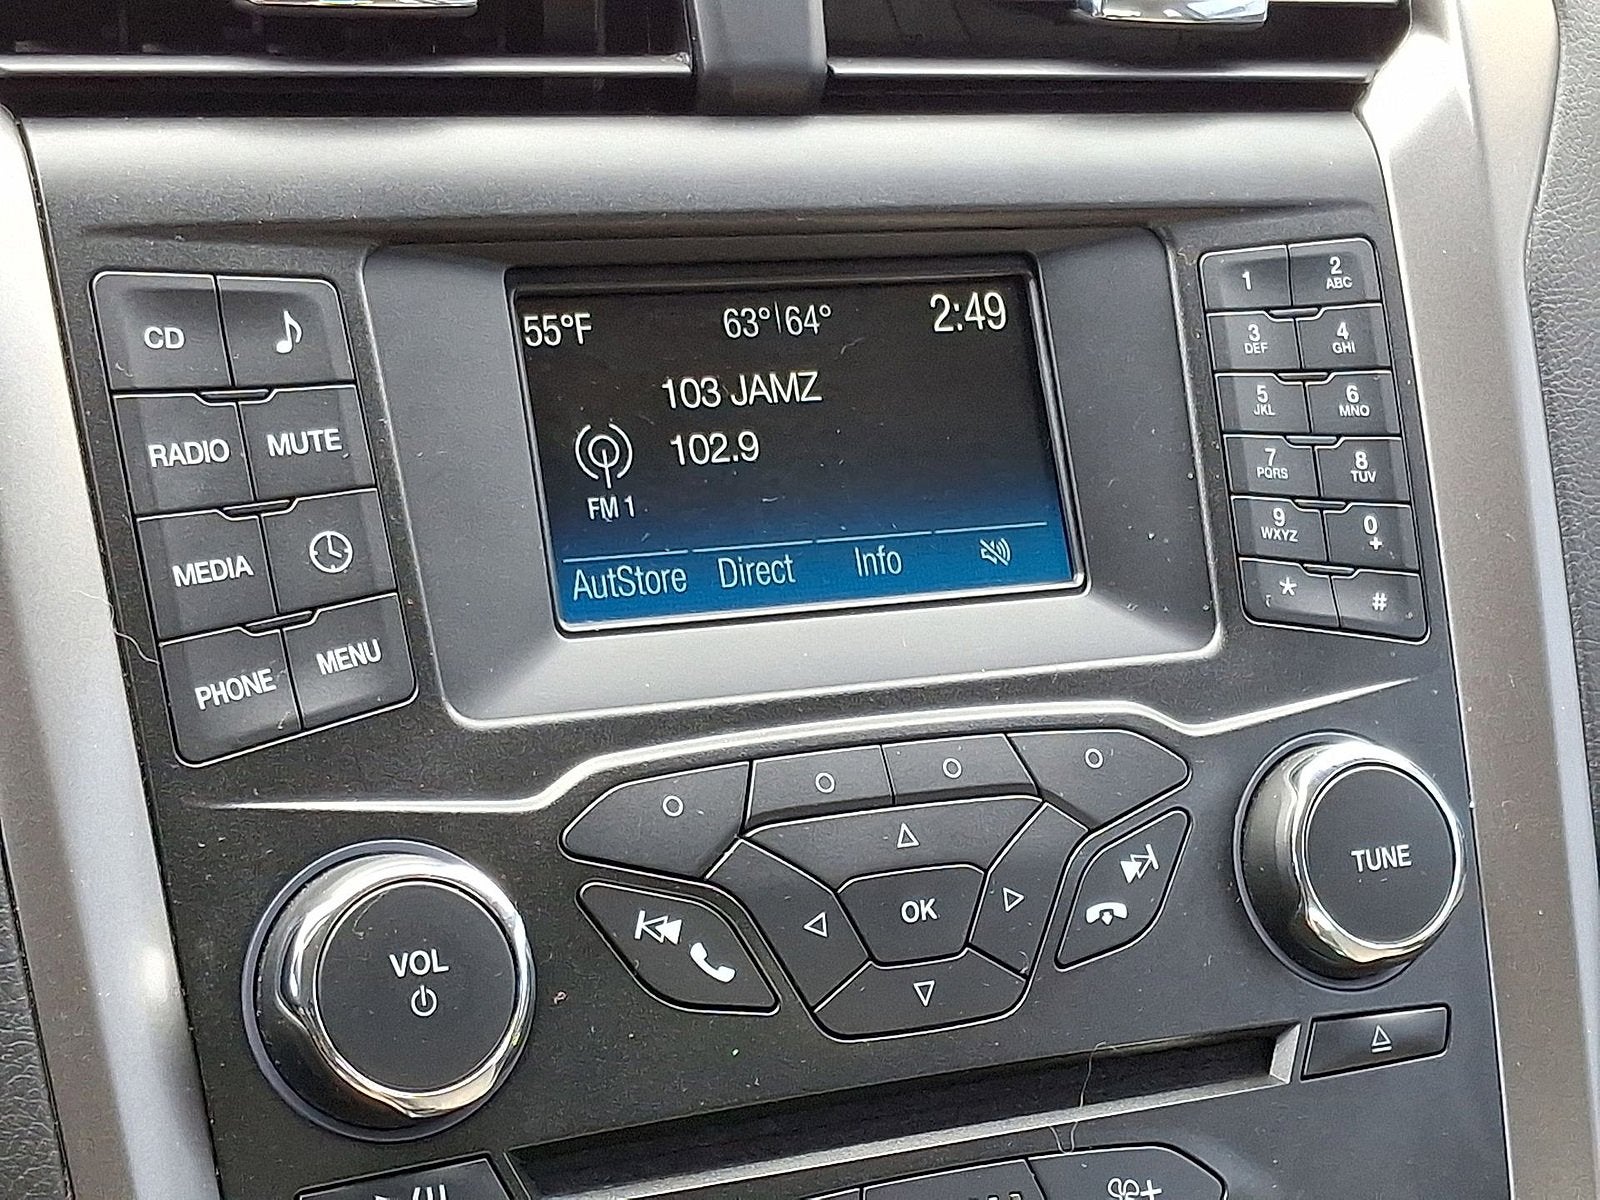 55°F 63°|64° 2:49
103 JAMZ
102.9
FM 1
AutStore Direct Info
CD
RADIO MUTE
MEDIA
PHONE MENU
1 2 ABC
3 DEF 4 GHI
5 JKL 6 MNO
7 PQRS 8 TUV
9 WXYZ 0 +
* #
VOL
OK
TUNE